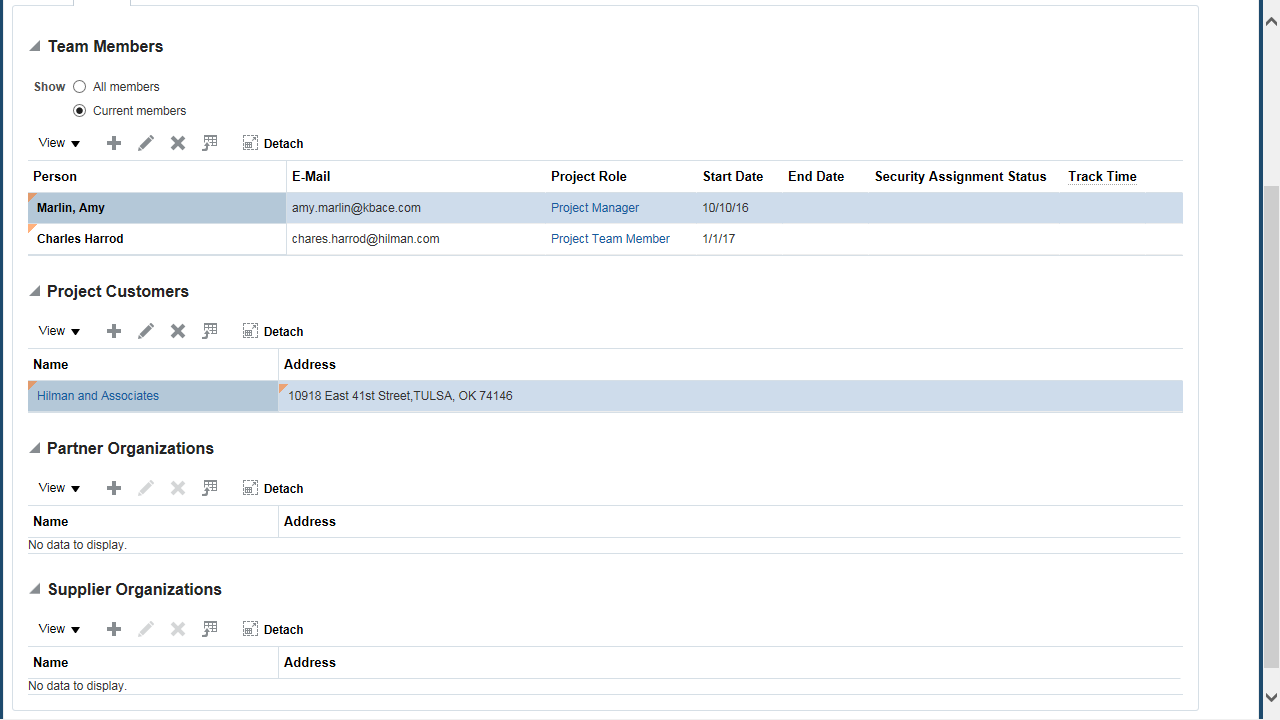 Team Members
Show All members
Current members
View Detach
Person E-Mail Project Role Start Date End Date Security Assignment Status Track Time
Marlin, Amy amy.marlin@kbace.com Project Manager 10/10/16
Charles Harrod chares.harrod@hilman.com Project Team Member 1/1/17
Project Customers
View Detach
Name Address
Hilman and Associates 10918 East 41st Street,TULSA, OK 74146
Partner Organizations
View Detach
Name Address
No data to display.
Supplier Organizations
View Detach
Name Address
No data to display.